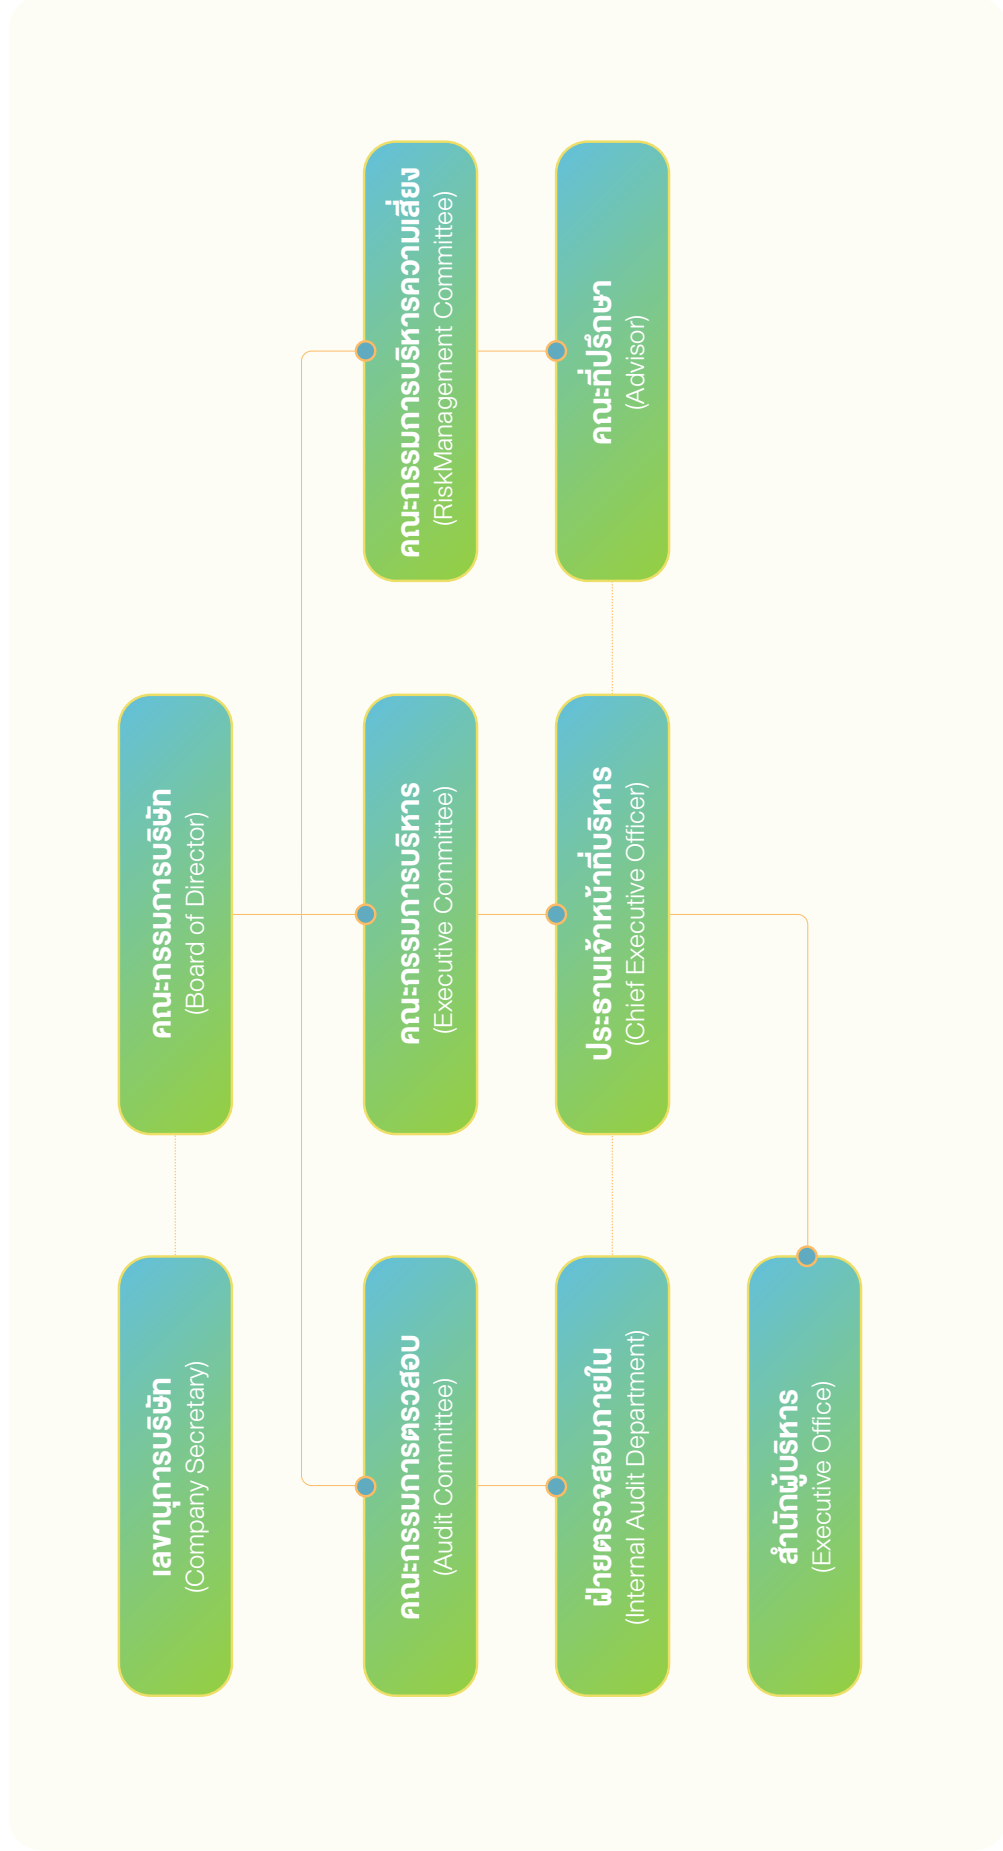 เลขานุการบริษัท
(Company Secretary)
คณะกรรมการบริษัท
(Board of Director)
คณะกรรมการตรวสอบ
(Audit Committee)
คณะกรรมการบริหาร
(Executive Committee)
คณะกรรมการบริหารความเสี่ยง
(RiskManagement Committee)
ฝ่ายตรวจสอบภายใน
(Internal Audit Department)
ประธานเจ้าหน้าที่บริหาร
(Chief Executive Officer)
คณะที่ปรึกษา
(Advisor)
สำนักผู้บริหาร
(Executive Office)